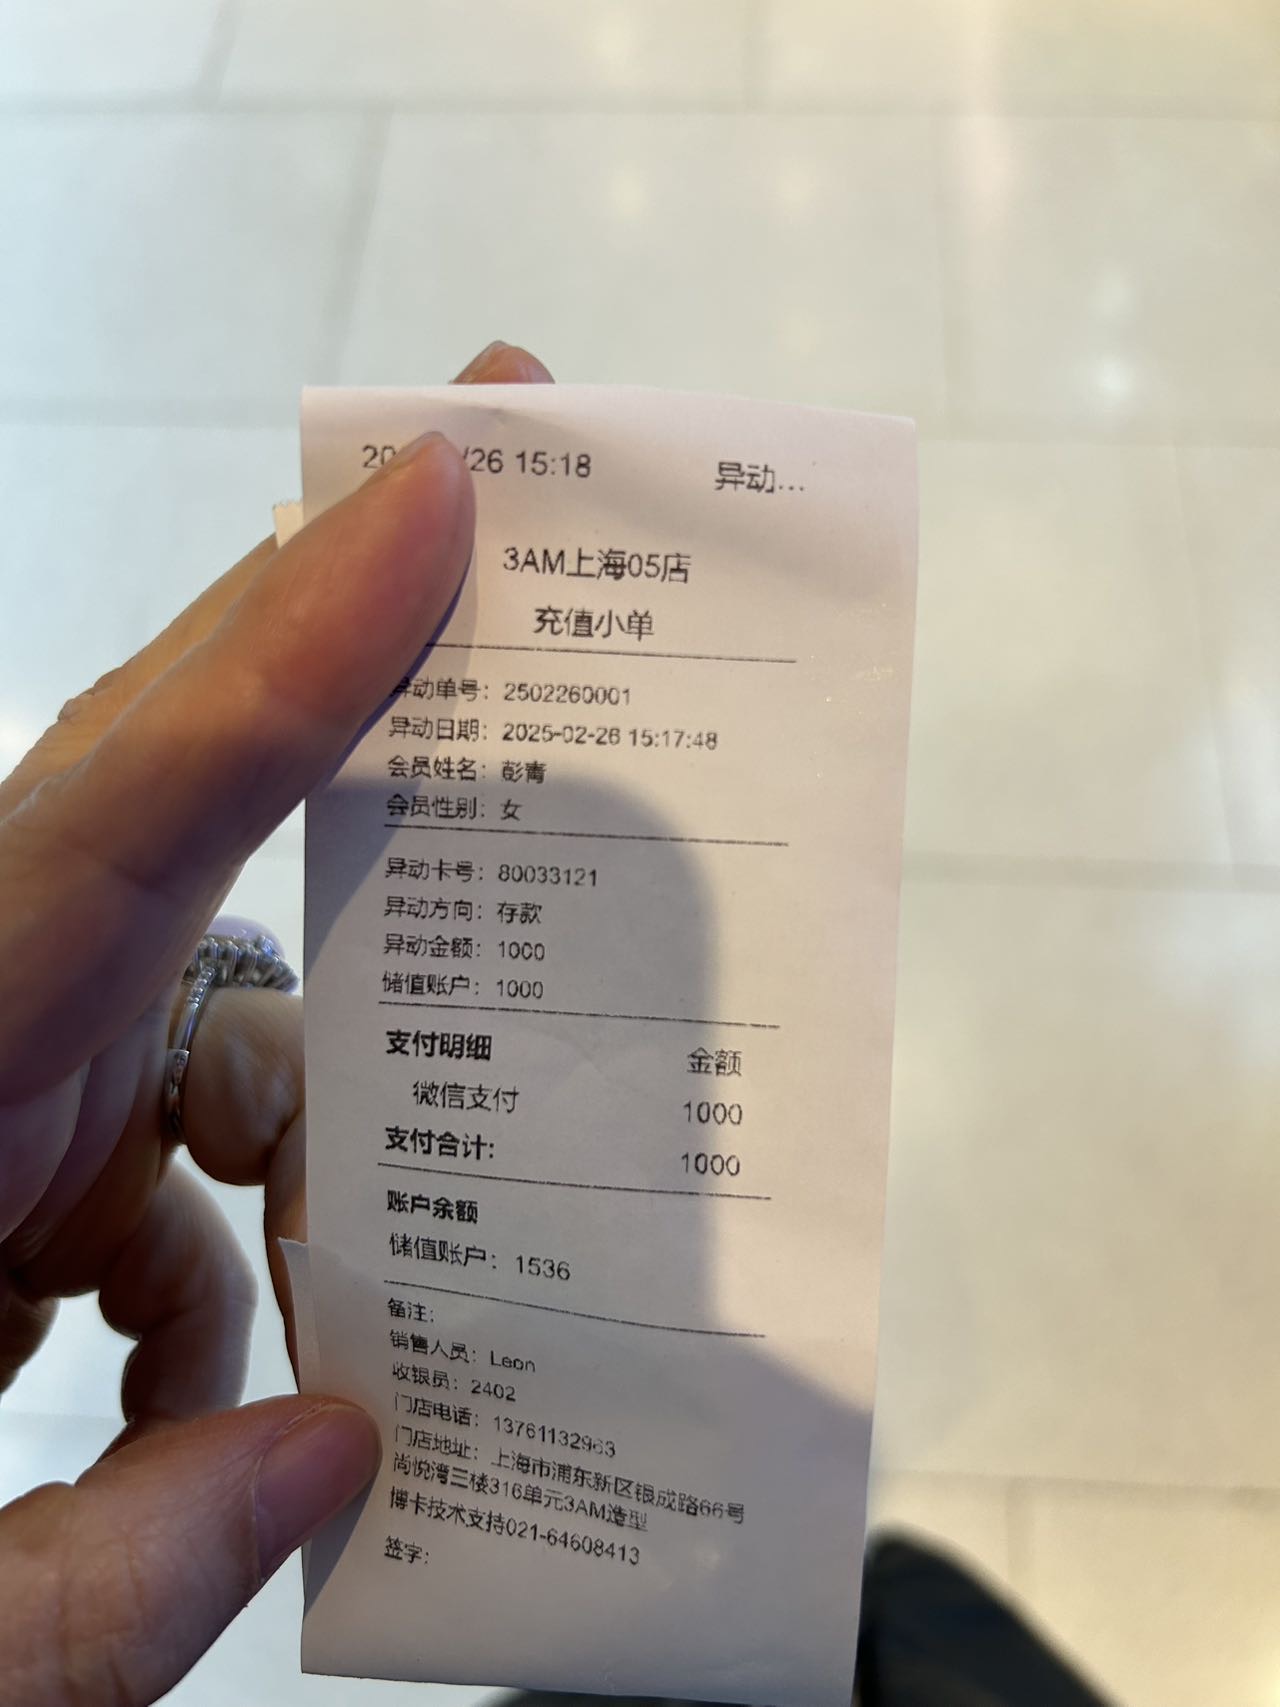 20 /26 15:18 异动...
3AM上海05店
充值小单
异动单号：2502260001
异动日期：2025-02-26 15:17:48
会员姓名：彭青
会员性别：女
异动卡号：80033121
异动方向：存款
异动金额：1000
储值账户：1000
支付明细 金额
微信支付 1000
支付合计: 1000
账户余额
储值账户：1536
备注:
销售人员：Leon
收银员：2402
门店电话：13761132963
门店地址：上海市浦东新区银成路66号
尚悦湾三楼316单元3AM造型
博卡技术支持021-64608413
签字: